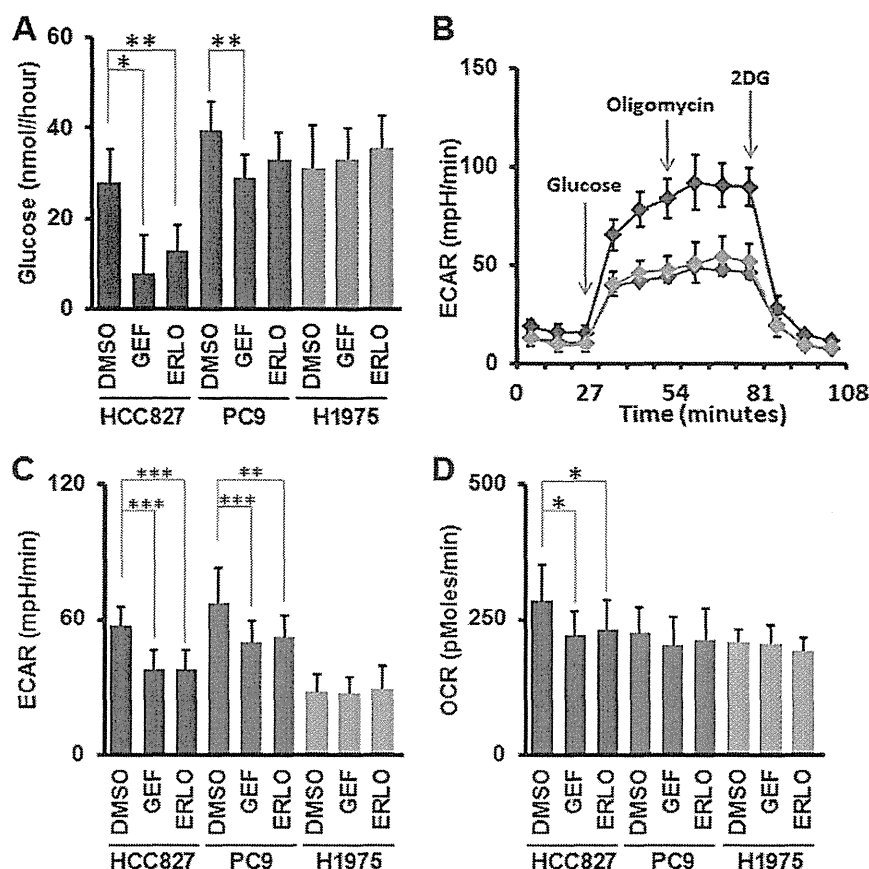 A
Glucose (nmol//hour)
60
40
20
0
**
*
**
DMSO
GEF
ERLO
DMSO
GEF
ERLO
DMSO
GEF
ERLO
HCC827
PC9
H1975
B
ECAR (mpH/min)
150
100
50
0
Glucose
Oligomycin
2DG
0 27 54 81 108
Time (minutes)
C
ECAR (mpH/min)
120
60
0
***
***
**
***
DMSO
GEF
ERLO
DMSO
GEF
ERLO
DMSO
GEF
ERLO
HCC827
PC9
H1975
D
OCR (pMoles/min)
500
250
0
*
*
DMSO
GEF
ERLO
DMSO
GEF
ERLO
DMSO
GEF
ERLO
HCC827
PC9
H1975